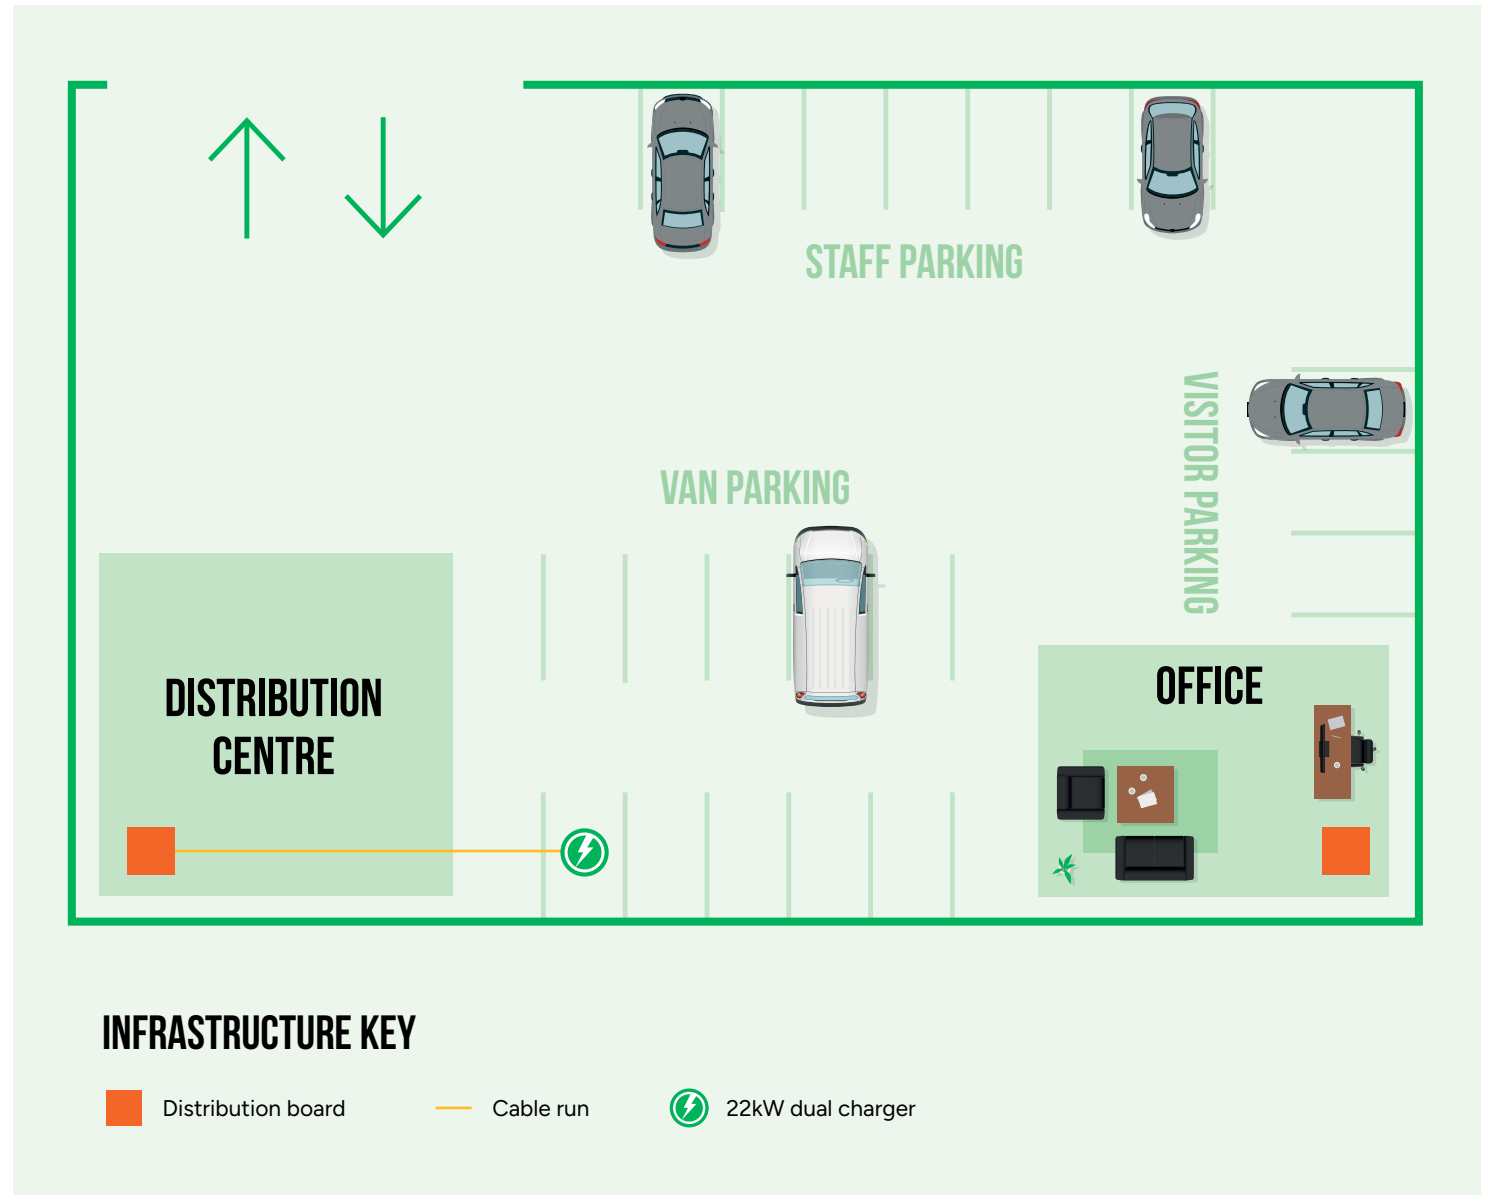 STAFF PARKING
VISITOR PARKING
VAN PARKING
DISTRIBUTION
CENTRE
OFFICE
INFRASTRUCTURE KEY
Distribution board
Cable run
22kW dual charger